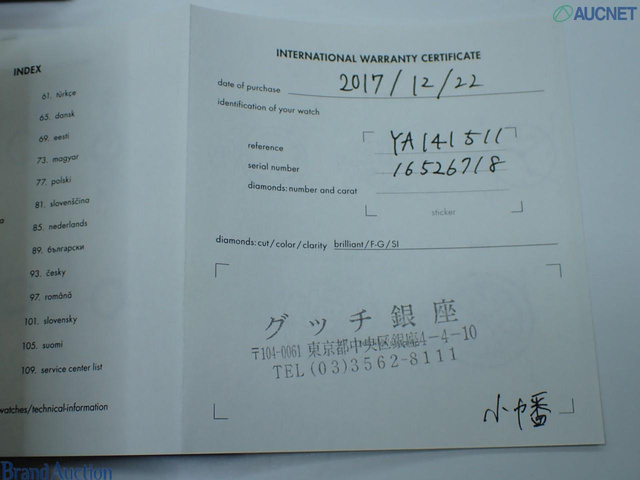 AUCNET
INDEX
61. türkçe
65. dansk
69. eesti
73. magyar
77. polski
81. slovenščina
85. nederlands
89. български
93. česky
97. română
101. slovensky
105. suomi
109. service center list
watches/technical-information
INTERNATIONAL WARRANTY CERTIFICATE
date of purchase 2017/12/22
identification of your watch
reference YA141511
serial number 16526718
diamonds: number and carat
sticker
diamonds: cut/color/clarity brilliant/F-G/SI
グッチ銀座
〒104-0061 東京都中央区銀座4-4-10
TEL (03)3562-8111
小幡
Brand Auction